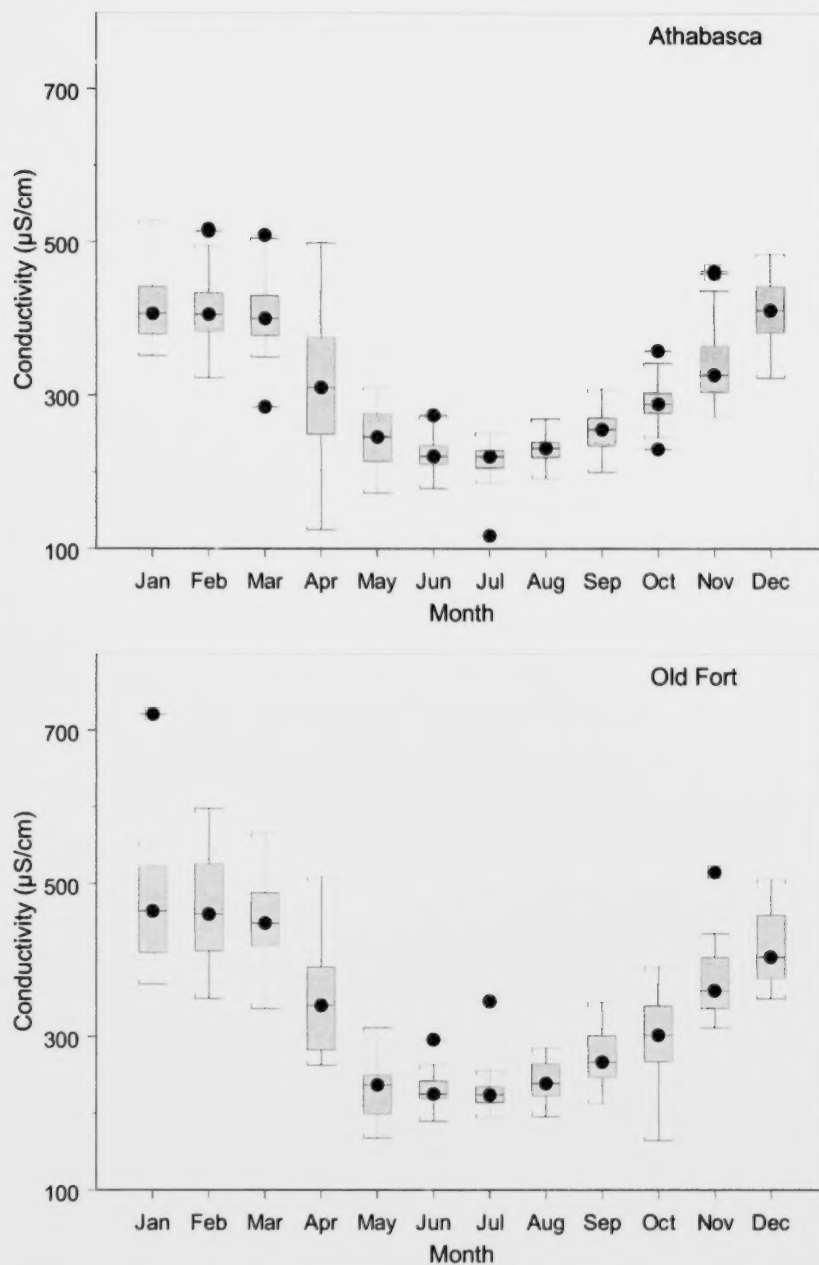 Athabasca
700
500
300
100
Conductivity (µS/cm)
Jan Feb Mar Apr May Jun Jul Aug Sep Oct Nov Dec
Month
Old Fort
700
500
300
100
Conductivity (µS/cm)
Jan Feb Mar Apr May Jun Jul Aug Sep Oct Nov Dec
Month